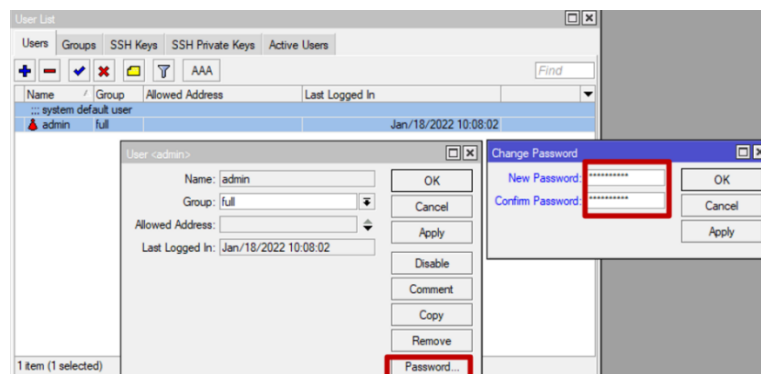 User List
Users Groups SSH Keys SSH Private Keys Active Users
AAA Find
Name Group Allowed Address Last Logged In
::: system default user
admin full Jan/18/2022 10:08:02
User <admin>
Name: admin
Group: full
Allowed Address:
Last Logged In: Jan/18/2022 10:08:02
OK
Cancel
Apply
Disable
Comment
Copy
Remove
Password...
Change Password
New Password: **********
Confirm Password: **********
OK
Cancel
Apply
1 item (1 selected)